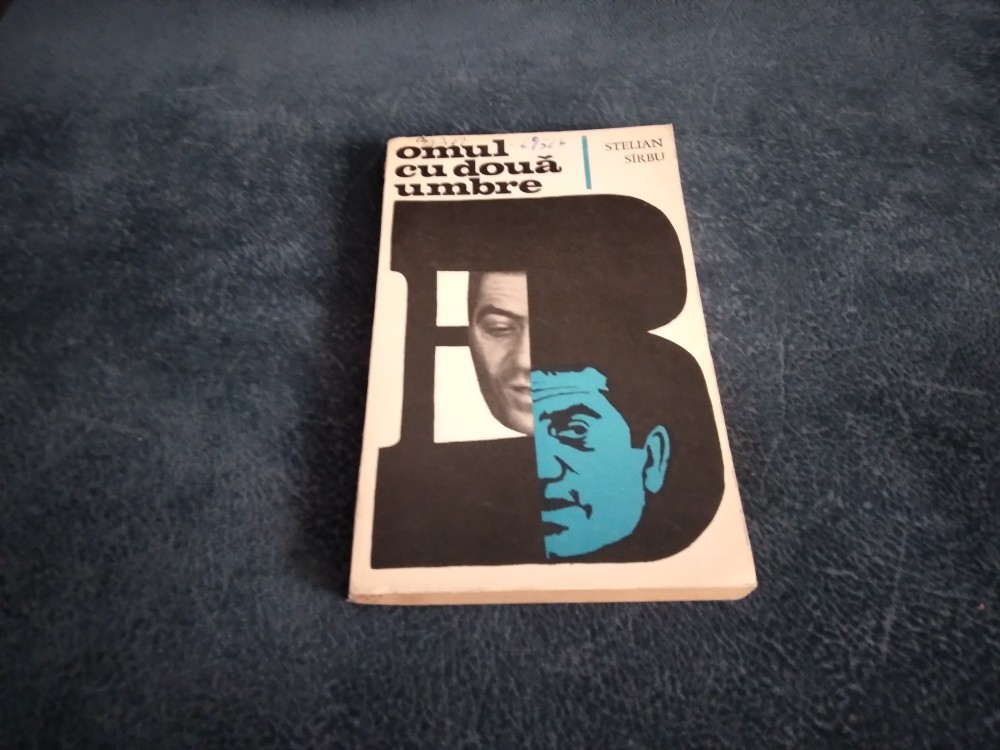 omul
cu două
umbre
STELIAN
SÎRBU
B